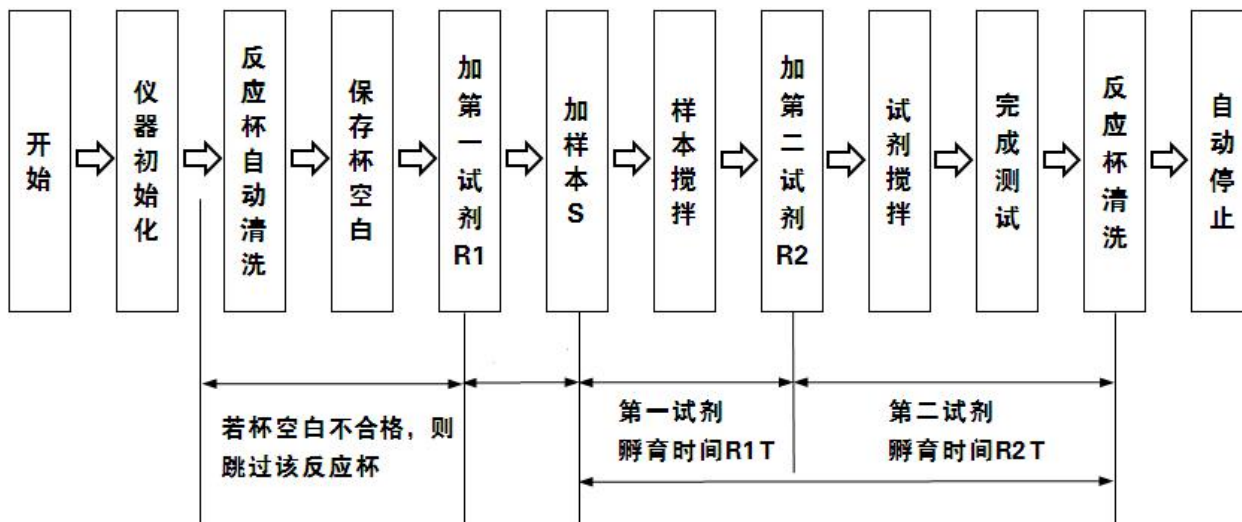 开始
仪器初始化
反应杯自动清洗
保存杯空白
加第一试剂R1
加样本S
样本搅拌
加第二试剂R2
试剂搅拌
完成测试
反应杯清洗
自动停止
若杯空白不合格，则
跳过该反应杯
第一试剂
孵育时间R1T
第二试剂
孵育时间R2T